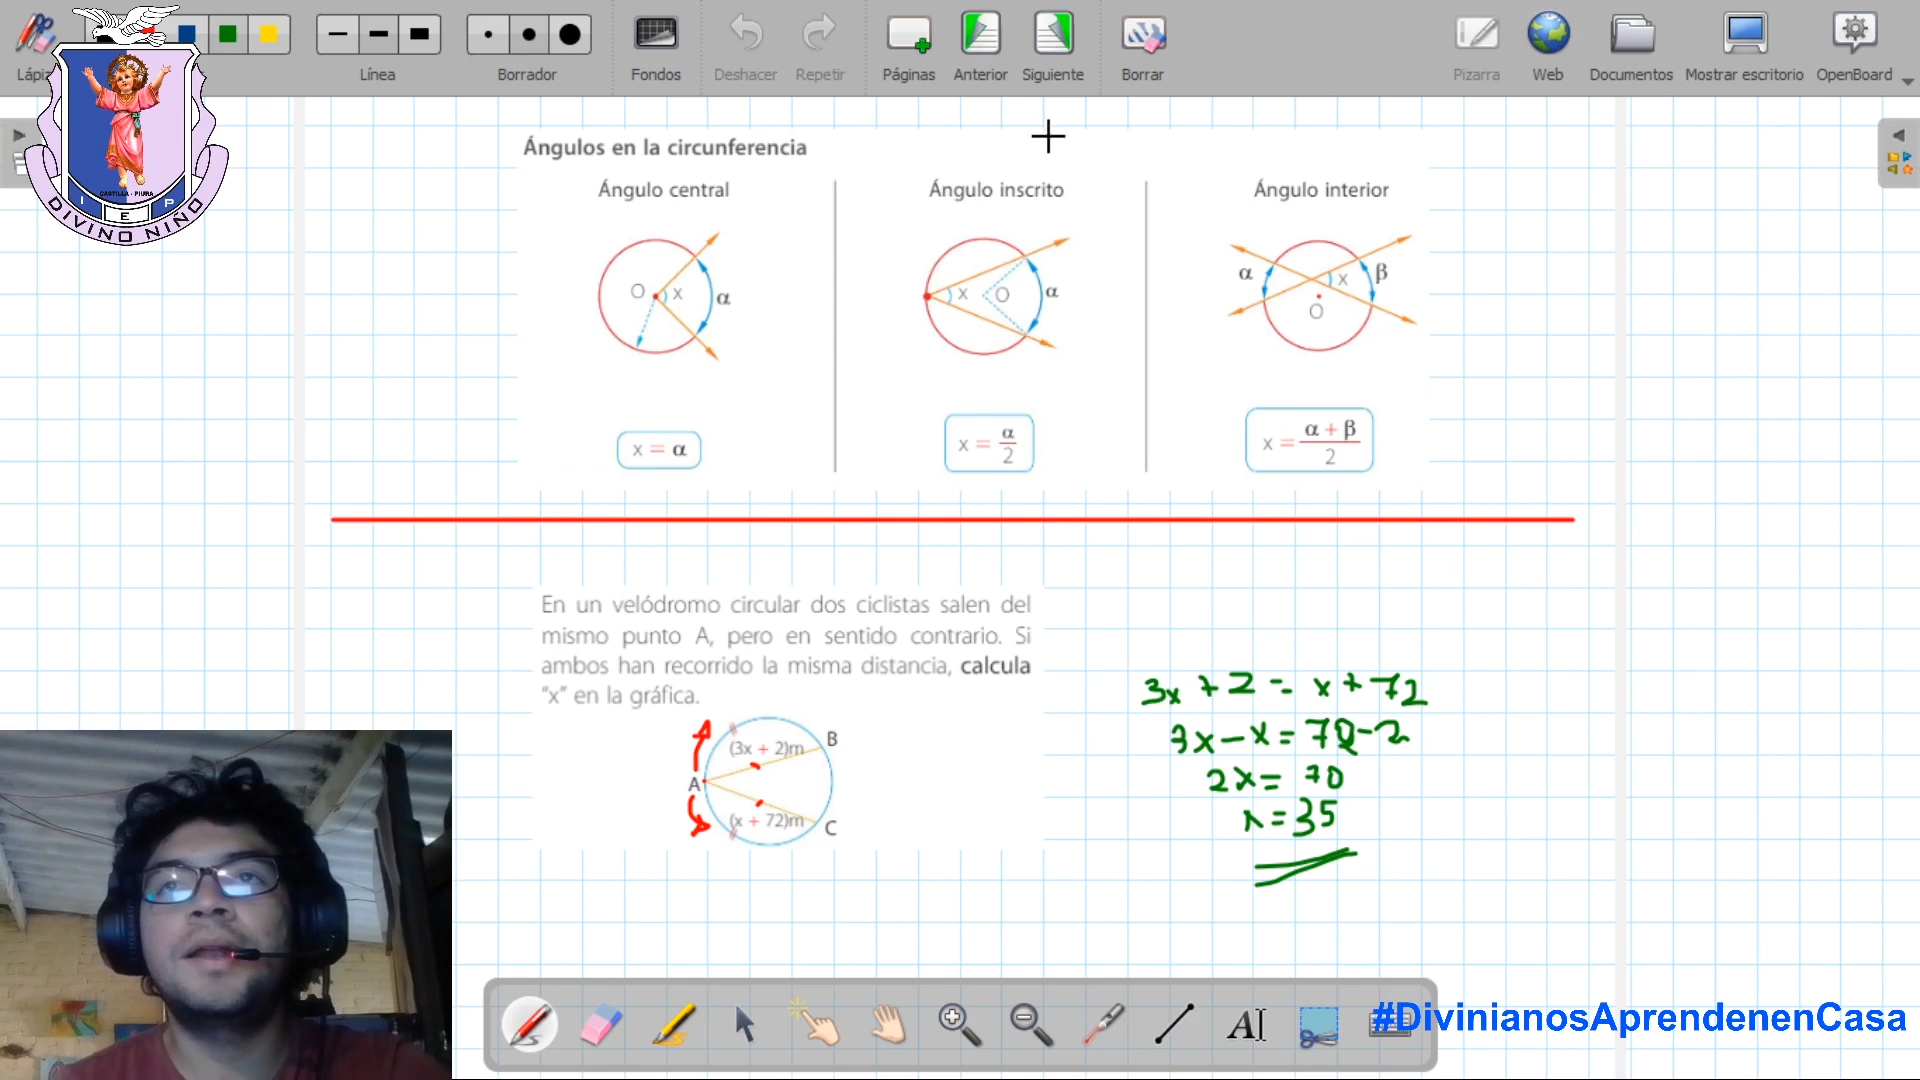 Lápiz
Línea
Borrador
Fondos
Deshacer
Repetir
Páginas
Anterior
Siguiente
Borrar
Pizarra
Web
Documentos
Mostrar escritorio
OpenBoard
CASTILLA - PIURA
I E P
DIVINO NIÑO
Ángulos en la circunferencia
Ángulo central
Ángulo inscrito
Ángulo interior
O x α
x O α
α x β
O
x = α
x = α/2
x = α + β/2
En un velódromo circular dos ciclistas salen del
mismo punto A, pero en sentido contrario. Si
ambos han recorrido la misma distancia, calcula
“x” en la gráfica.
(3x + 2)m B
A
(x + 72)m C
3x + 2 = x + 72
3x - x = 72 - 2
2x = 70
x = 35
#DivinianosAprendenenCasa